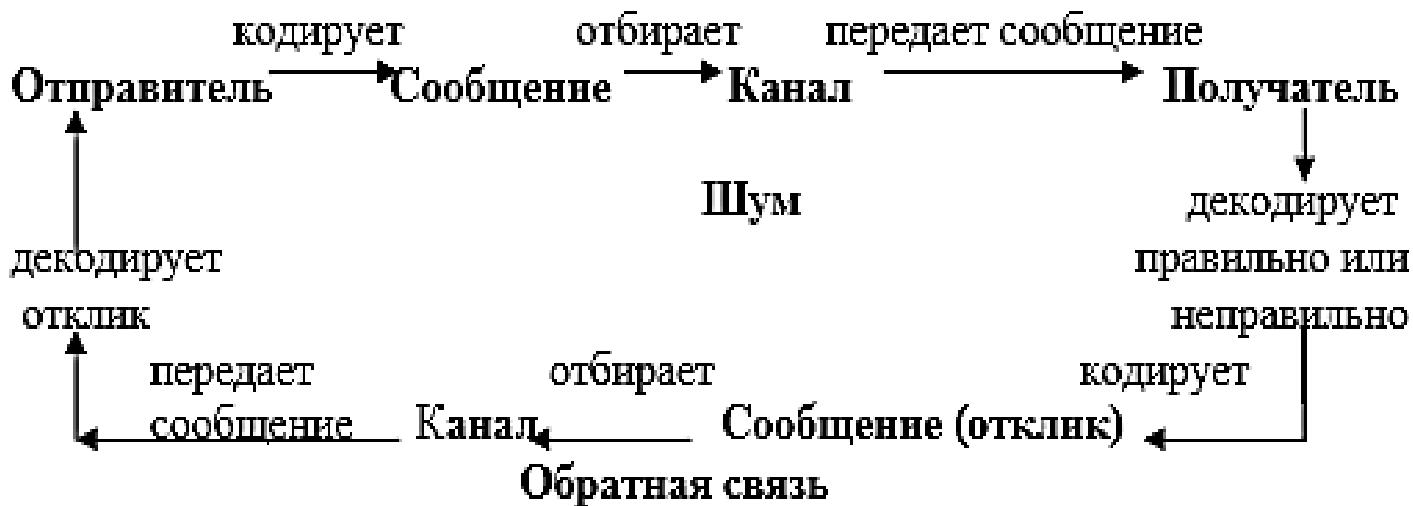 кодирует отбирает передает сообщение
Отправитель Сообщение Канал Получатель
Шум декодирует
декодирует правильно или
отклик неправильно
передает отбирает кодирует
сообщение Канал Сообщение (отклик)
Обратная связь